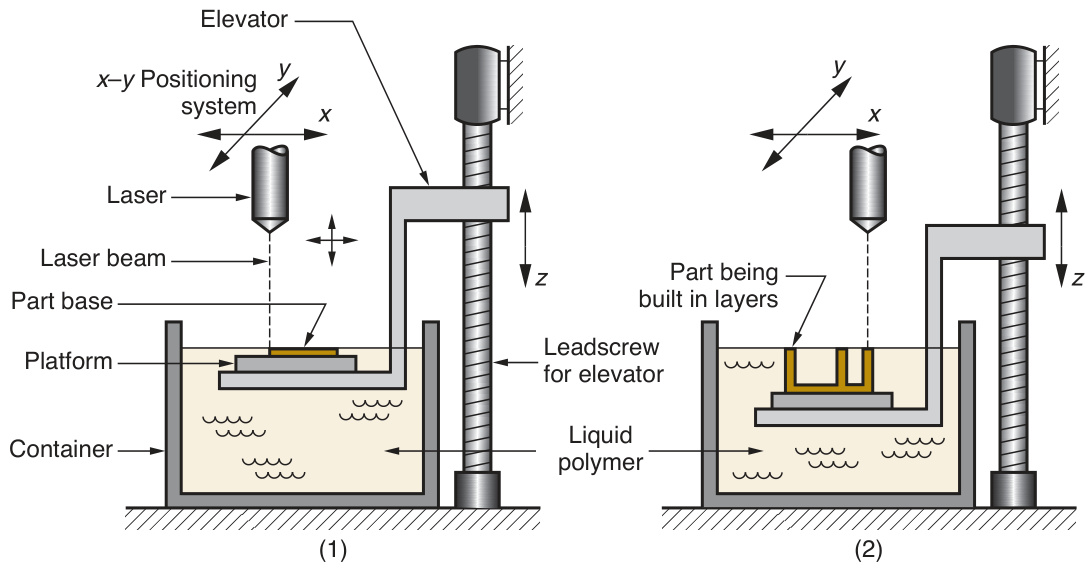 Elevator
x–y Positioning
system
y
x
Laser
Laser beam
Part base
Platform
Container
z
Leadscrew
for elevator
Liquid
polymer
(1)
y
x
Part being
built in layers
z
(2)